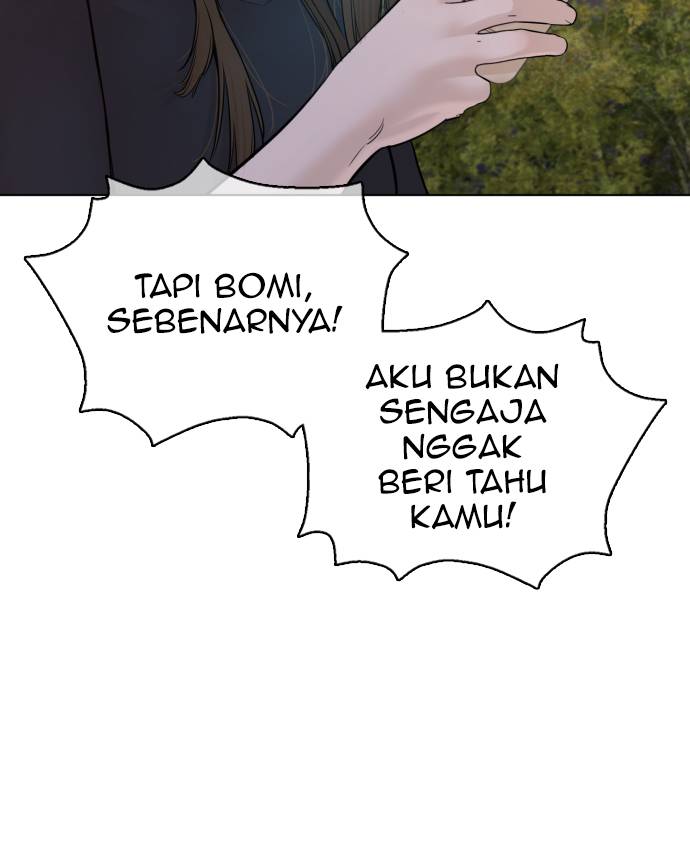 TAPI BOMI,
SEBENARNYA!
AKU BUKAN
SENGAJA
NGGAK
BERI TAHU
KAMU!